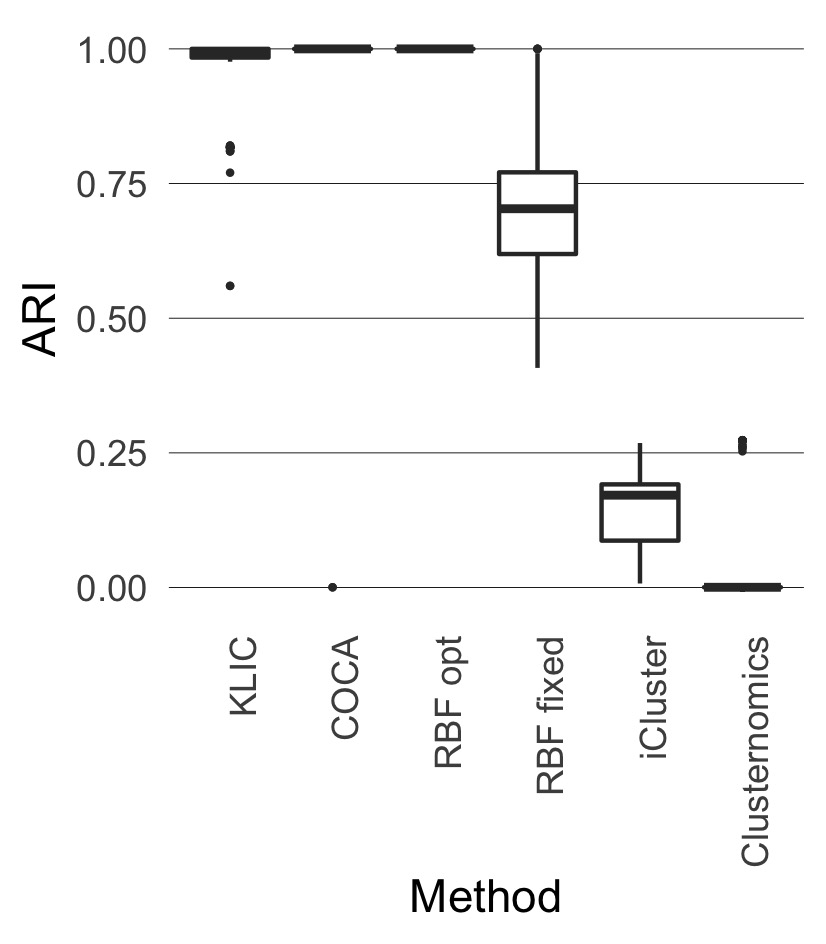 1.00
0.75
0.50
0.25
0.00
ARI
KLIC
COCA
RBF opt
RBF fixed
iCluster
Clusternomics
Method